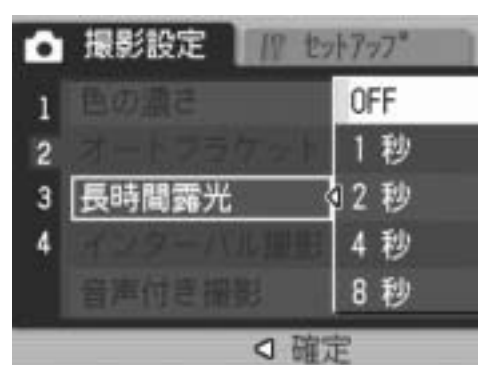 撮影設定 セットアップ
1 色の濃さ OFF
2 オートブラケット 1 秒
3 長時間露光 2 秒
4 インターバル撮影 4 秒
音声付き撮影 8 秒
確定